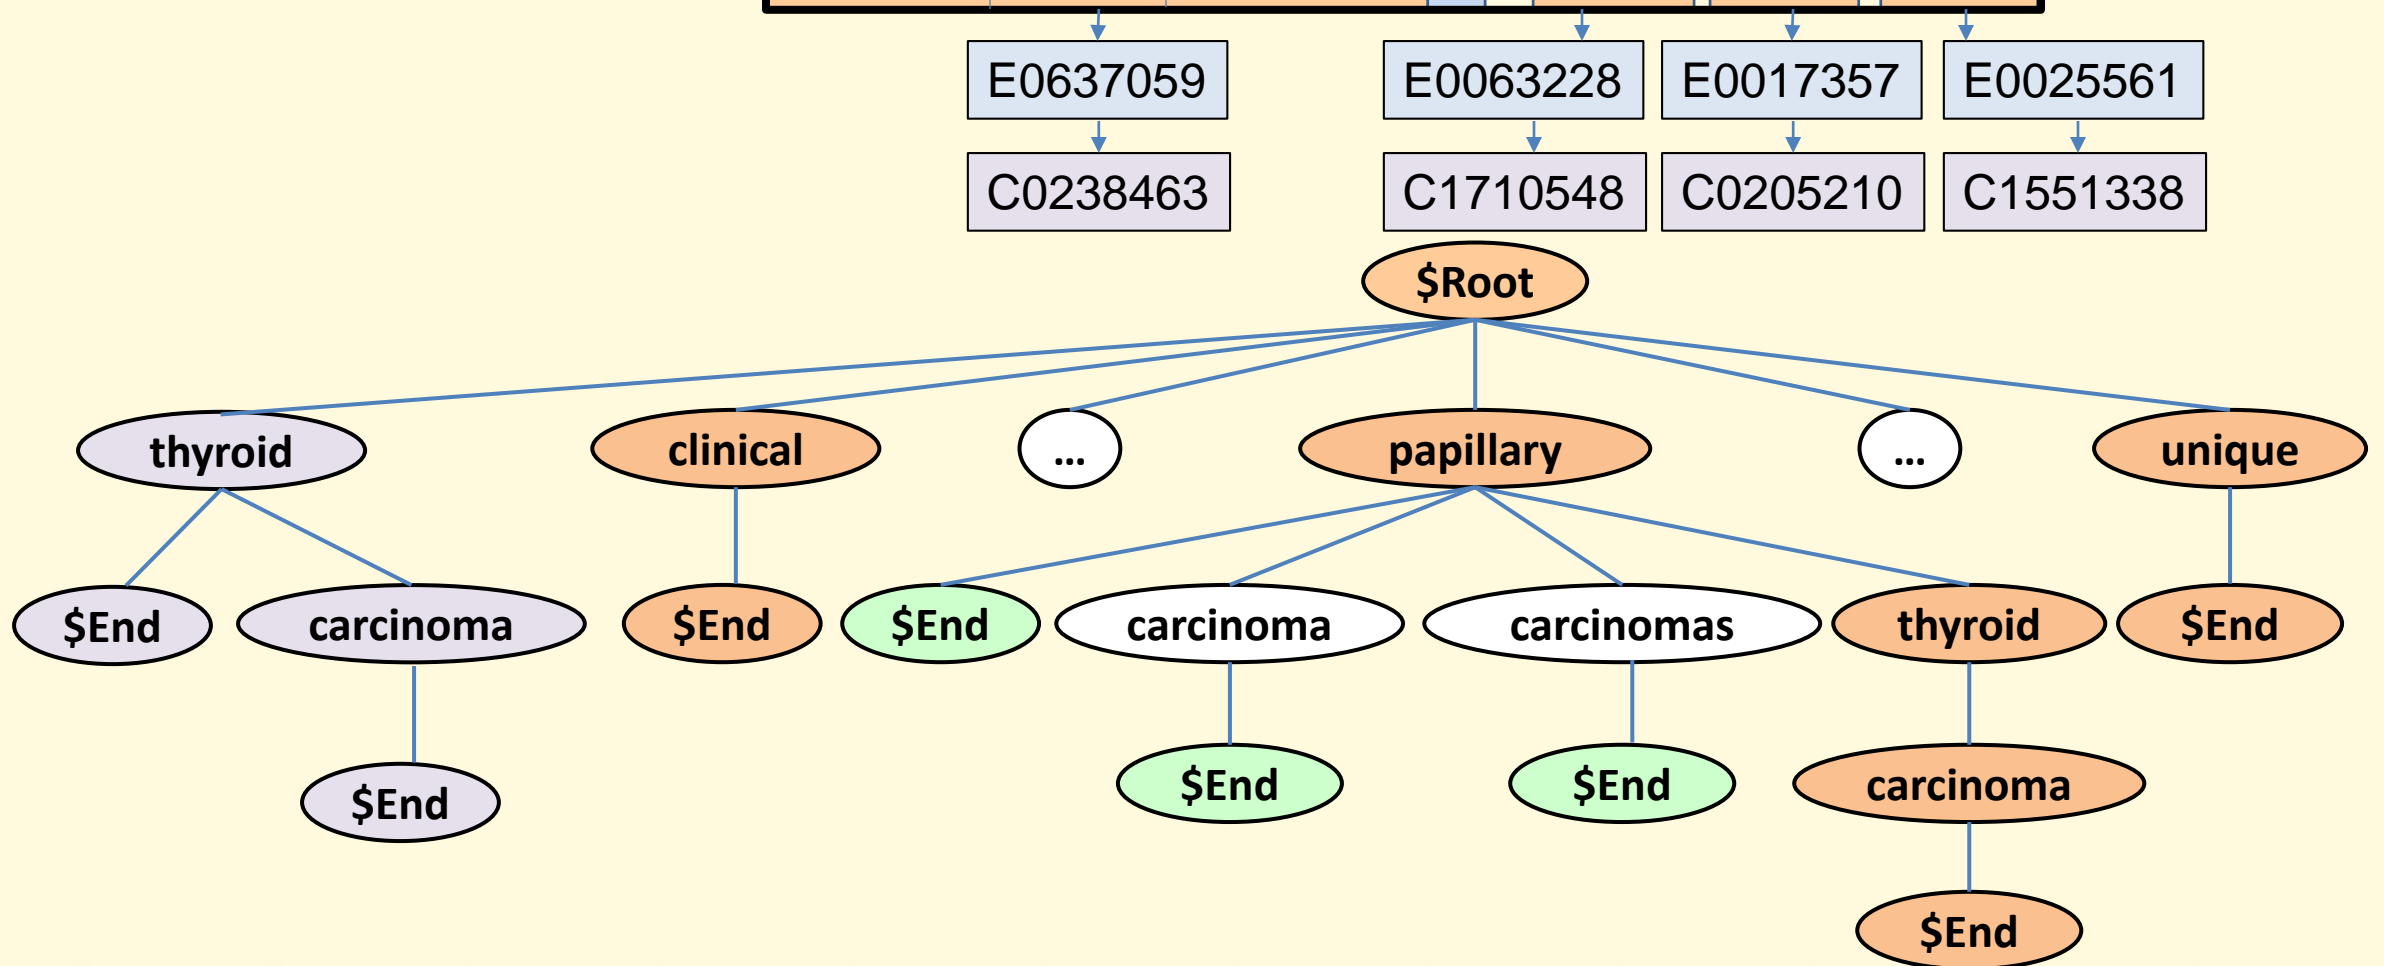 E0637059 E0063228 E0017357 E0025561
C0238463 C1710548 C0205210 C1551338
$Root
thyroid clinical ... papillary ... unique
$End carcinoma $End $End carcinoma carcinomas thyroid $End
$End $End $End carcinoma
$End